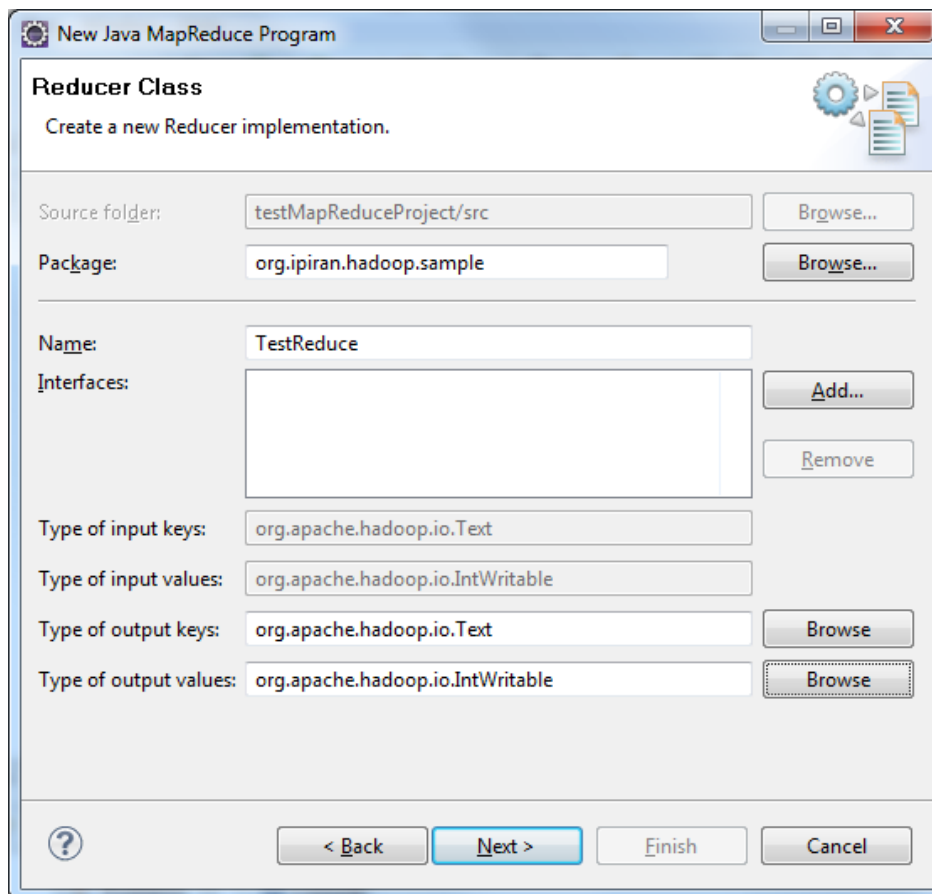 New Java MapReduce Program
Reducer Class
Create a new Reducer implementation.
Source folder: testMapReduceProject/src Browse...
Package: org.ipiran.hadoop.sample Browse...
Name: TestReduce
Interfaces: Add...
Remove
Type of input keys: org.apache.hadoop.io.Text
Type of input values: org.apache.hadoop.io.IntWritable
Type of output keys: org.apache.hadoop.io.Text Browse
Type of output values: org.apache.hadoop.io.IntWritable Browse
? < Back Next > Finish Cancel